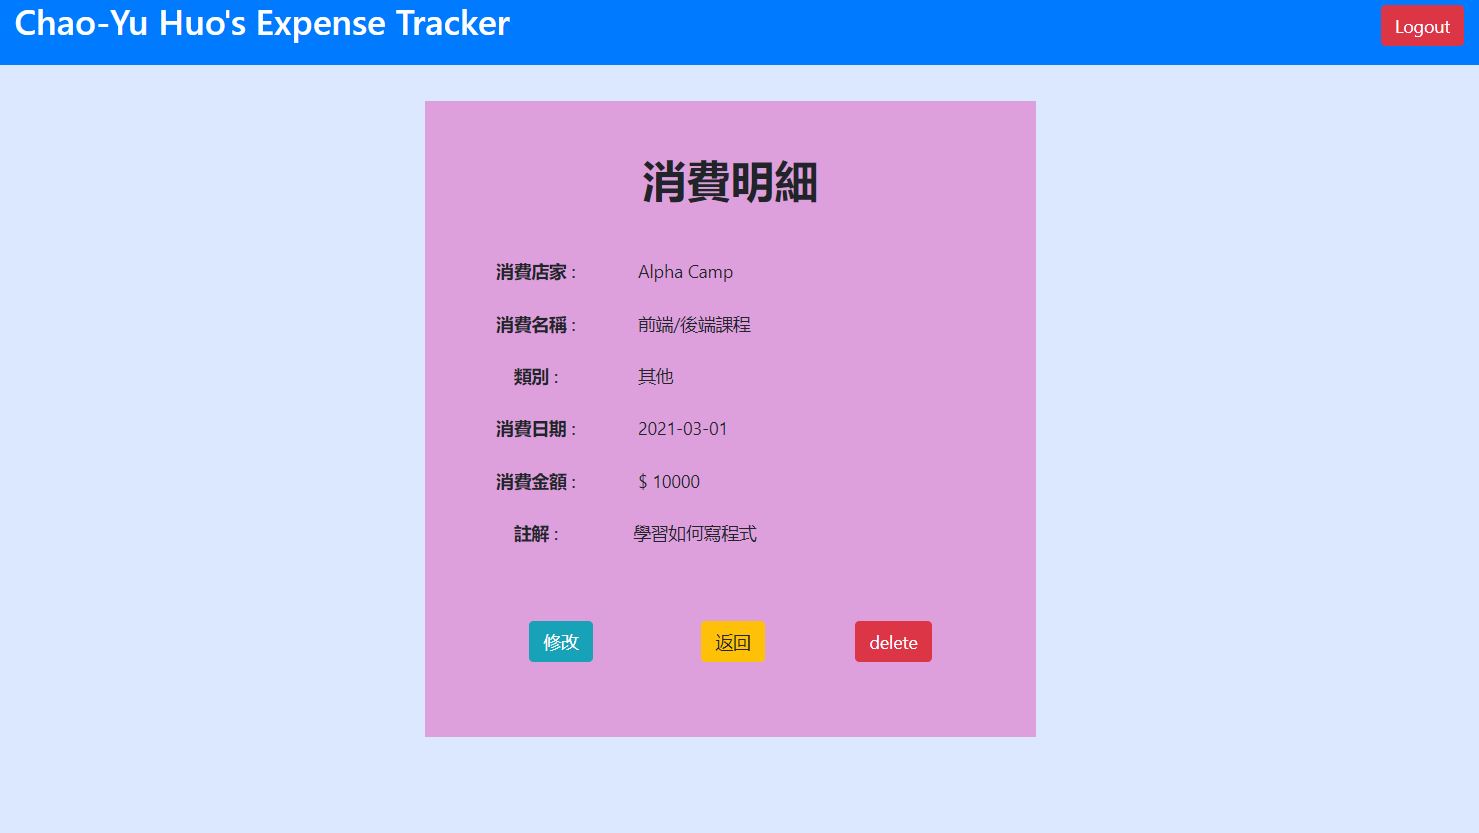 Chao-Yu Huo's Expense Tracker
Logout
消費明細
消費店家 : Alpha Camp
消費名稱 : 前端/後端課程
類別 : 其他
消費日期 : 2021-03-01
消費金額 : $ 10000
註解 : 學習如何寫程式
修改 返回 delete